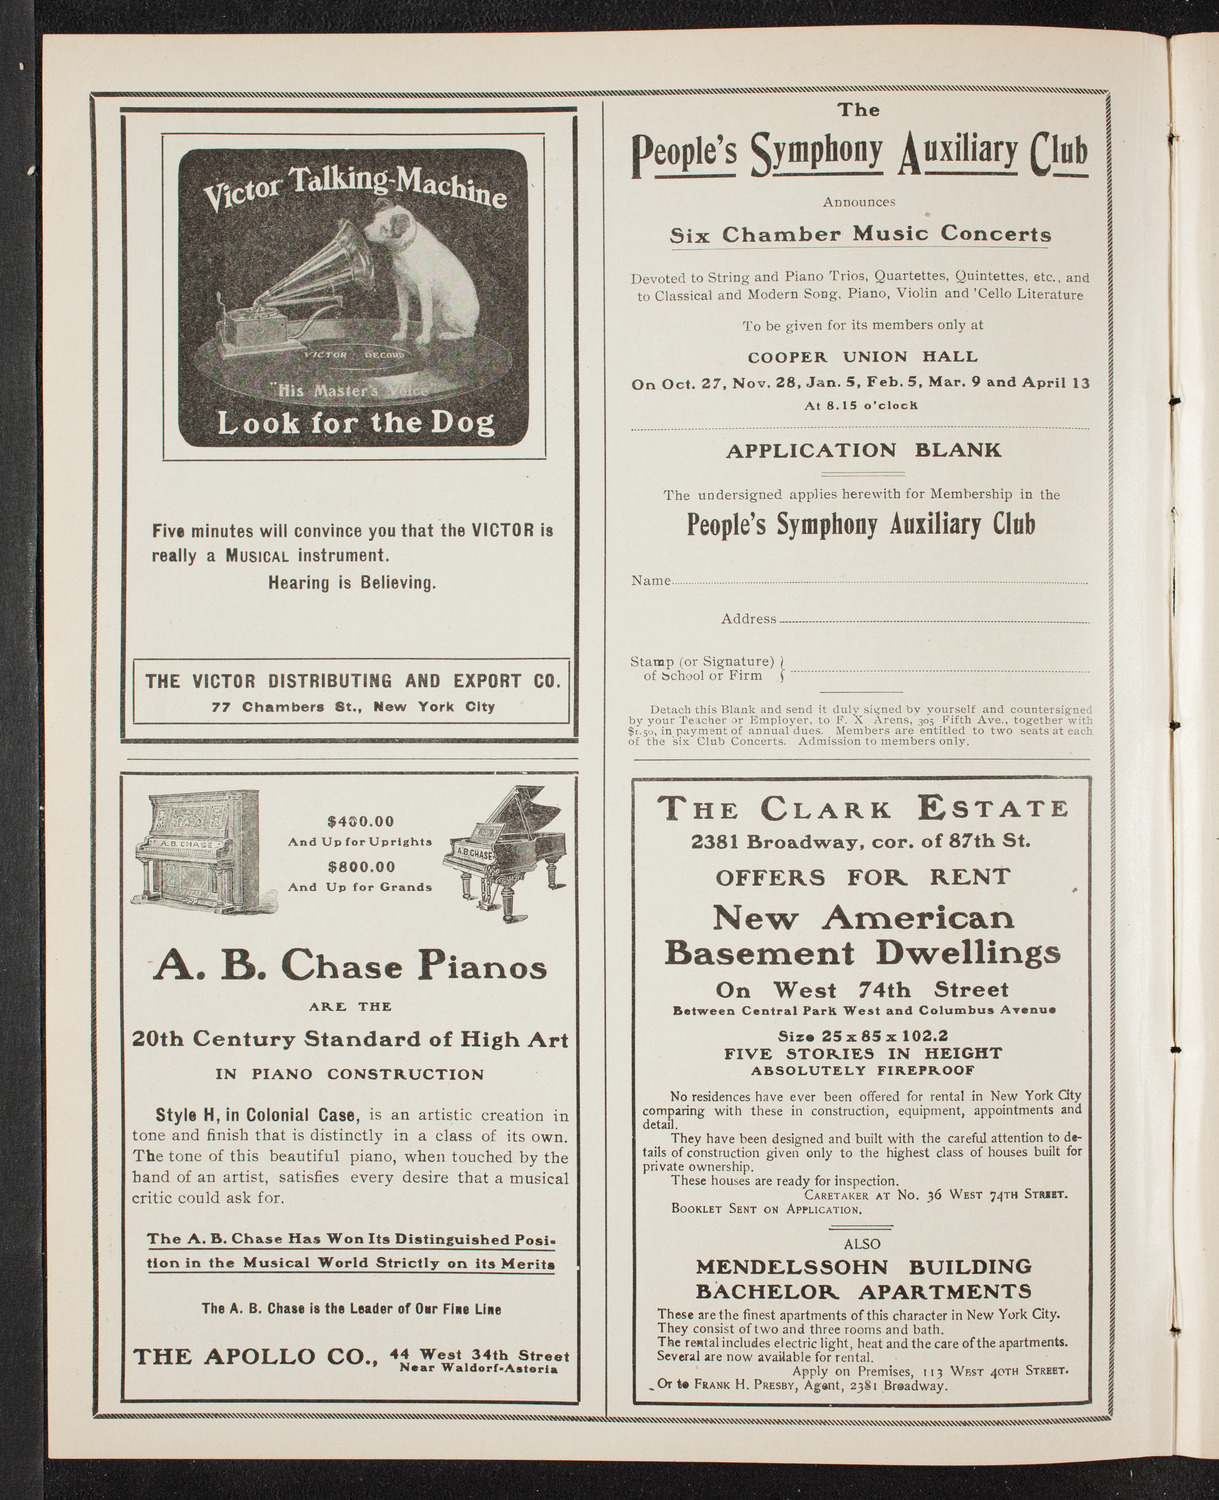 Victor Talking-Machine
VICTOR RECORD
"His Master's Voice"
Look for the Dog
Five minutes will convince you that the VICTOR is
really a MUSICAL instrument.
Hearing is Believing.
THE VICTOR DISTRIBUTING AND EXPORT CO.
77 Chambers St., New York City
$400.00
And Up for Uprights
$800.00
And Up for Grands
A.B.CHASE
A.B.CHASE
A. B. Chase Pianos
ARE THE
20th Century Standard of High Art
IN PIANO CONSTRUCTION
Style H, in Colonial Case, is an artistic creation in
tone and finish that is distinctly in a class of its own.
The tone of this beautiful piano, when touched by the
hand of an artist, satisfies every desire that a musical
critic could ask for.
The A. B. Chase Has Won Its Distinguished Posi-
tion in the Musical World Strictly on its Merits
The A. B. Chase is the Leader of Our Fine Line
THE APOLLO CO., 44 West 34th Street
Near Waldorf-Astoria
The
People's Symphony Auxiliary Club
Announces
Six Chamber Music Concerts
Devoted to String and Piano Trios, Quartettes, Quintettes, etc., and
to Classical and Modern Song, Piano, Violin and 'Cello Literature
To be given for its members only at
COOPER UNION HALL
On Oct. 27, Nov. 28, Jan. 5, Feb. 5, Mar. 9 and April 13
At 8.15 o'clock
APPLICATION BLANK
The undersigned applies herewith for Membership in the
People's Symphony Auxiliary Club
Name
Address
Stamp (or Signature) }
of School or Firm
Detach this Blank and send it duly signed by yourself and countersigned
by your Teacher or Employer, to F. X. Arens, 305 Fifth Ave., together with
$1.50, in payment of annual dues. Members are entitled to two seats at each
of the six Club Concerts. Admission to members only.
THE CLARK ESTATE
2381 Broadway, cor. of 87th St.
OFFERS FOR RENT
New American
Basement Dwellings
On West 74th Street
Between Central Park West and Columbus Avenue
Size 25 x 85 x 102.2
FIVE STORIES IN HEIGHT
ABSOLUTELY FIREPROOF
No residences have ever been offered for rental in New York City
comparing with these in construction, equipment, appointments and
detail.
They have been designed and built with the careful attention to de-
tails of construction given only to the highest class of houses built for
private ownership.
These houses are ready for inspection.
CARETAKER AT NO. 36 WEST 74TH STREET.
BOOKLET SENT ON APPLICATION.
ALSO
MENDELSSOHN BUILDING
BACHELOR APARTMENTS
These are the finest apartments of this character in New York City.
They consist of two and three rooms and bath.
The rental includes electric light, heat and the care of the apartments.
Several are now available for rental.
Apply on Premises, 113 WEST 40TH STREET.
Or to FRANK H. PRESBY, Agent, 2381 Broadway.